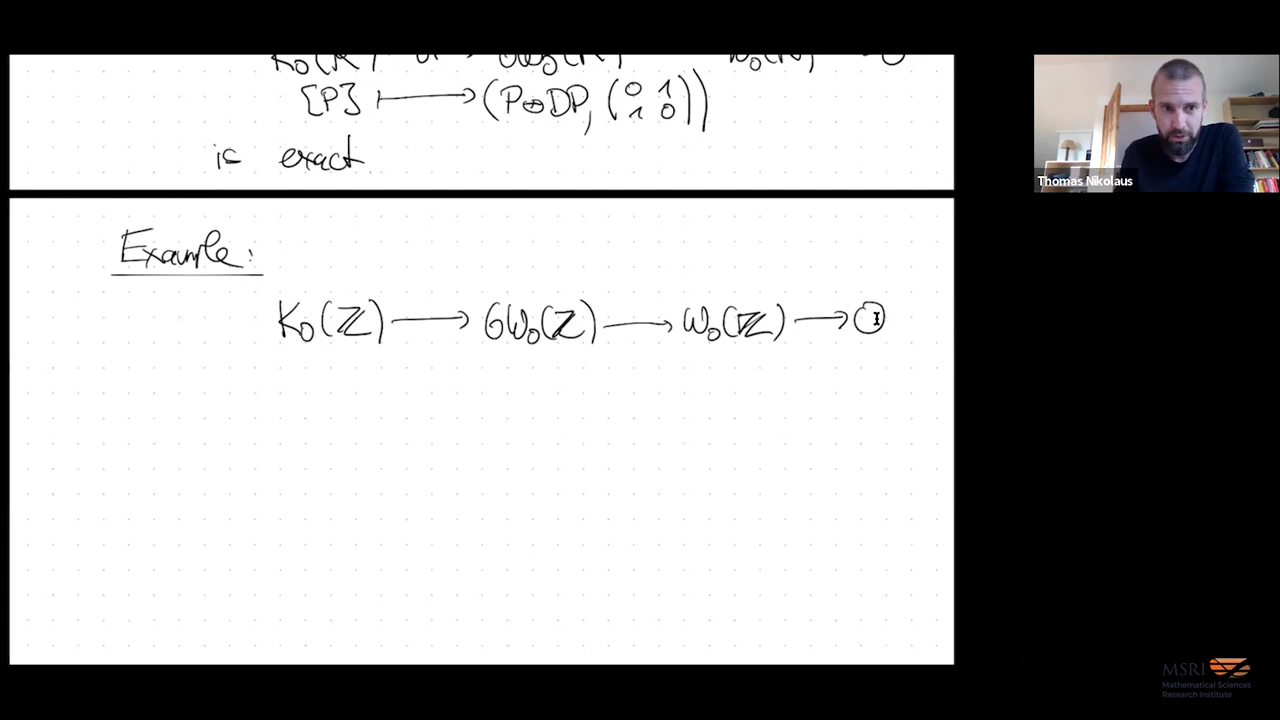 [P] ⟼ (P⊕DP, (0 1
1 0))
is exact.
Example:
K₀(ℤ) ⟶ GW₀(ℤ) ⟶ W₀(ℤ) ⟶ 0
Thomas Nikolaus
MSRI
Mathematical Sciences
Research Institute